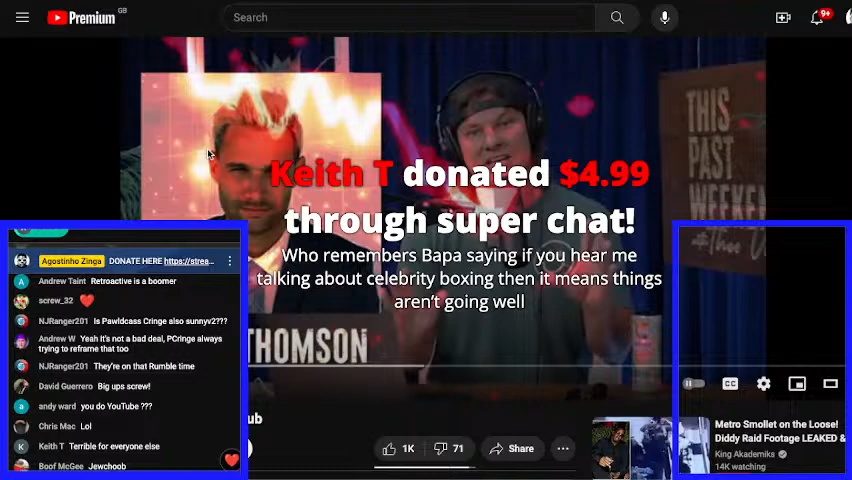 Premium GB
Search
9+
THIS
PAST
WEEKEND
Keith T donated $4.99
through super chat!
Who remembers Bapa saying if you hear me
talking about celebrity boxing then it means things
aren't going well
THOMSON
Agostinho Zinga DONATE HERE https://strea...
Andrew Taint Retroactive is a boomer
screw_32
NJRanger201 Is Pawldcass Cringe also sunnyv2???
Andrew W Yeah it's not a bad deal, PCringe always
trying to reframe that too
NJRanger201 They're on that Rumble time
David Guerrero Big ups screw!
andy ward you do YouTube ???
Chris Mac Lol
Keith T Terrible for everyone else
Boof McGee Jewchoob
ub
1K
71
Share
CC
Metro Smollet on the Loose!
Diddy Raid Footage LEAKED &
King Akademiks
14K watching